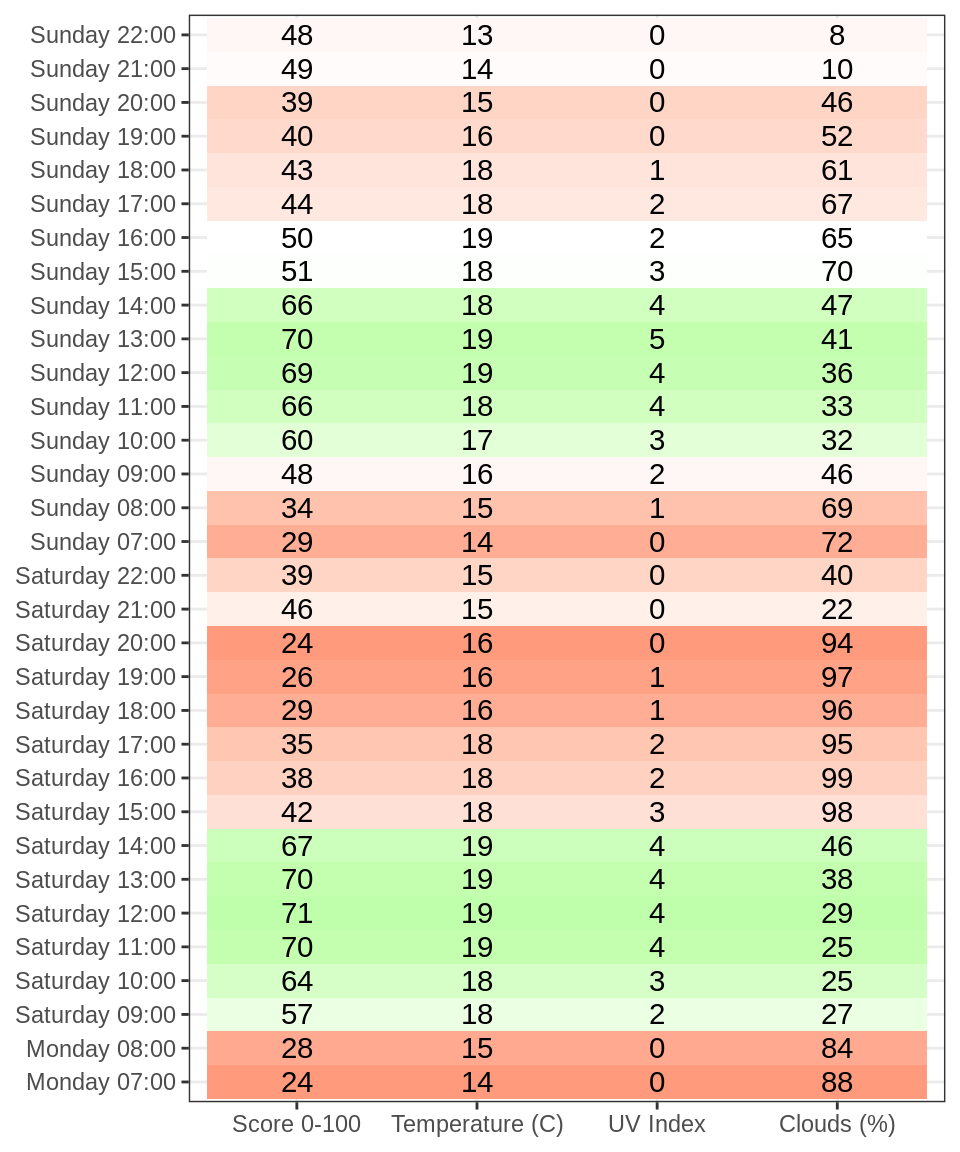 Sunday 22:00 48 13 0 8
Sunday 21:00 49 14 0 10
Sunday 20:00 39 15 0 46
Sunday 19:00 40 16 0 52
Sunday 18:00 43 18 1 61
Sunday 17:00 44 18 2 67
Sunday 16:00 50 19 2 65
Sunday 15:00 51 18 3 70
Sunday 14:00 66 18 4 47
Sunday 13:00 70 19 5 41
Sunday 12:00 69 19 4 36
Sunday 11:00 66 18 4 33
Sunday 10:00 60 17 3 32
Sunday 09:00 48 16 2 46
Sunday 08:00 34 15 1 69
Sunday 07:00 29 14 0 72
Saturday 22:00 39 15 0 40
Saturday 21:00 46 15 0 22
Saturday 20:00 24 16 0 94
Saturday 19:00 26 16 1 97
Saturday 18:00 29 16 1 96
Saturday 17:00 35 18 2 95
Saturday 16:00 38 18 2 99
Saturday 15:00 42 18 3 98
Saturday 14:00 67 19 4 46
Saturday 13:00 70 19 4 38
Saturday 12:00 71 19 4 29
Saturday 11:00 70 19 4 25
Saturday 10:00 64 18 3 25
Saturday 09:00 57 18 2 27
Monday 08:00 28 15 0 84
Monday 07:00 24 14 0 88
Score 0-100 Temperature (C) UV Index Clouds (%)